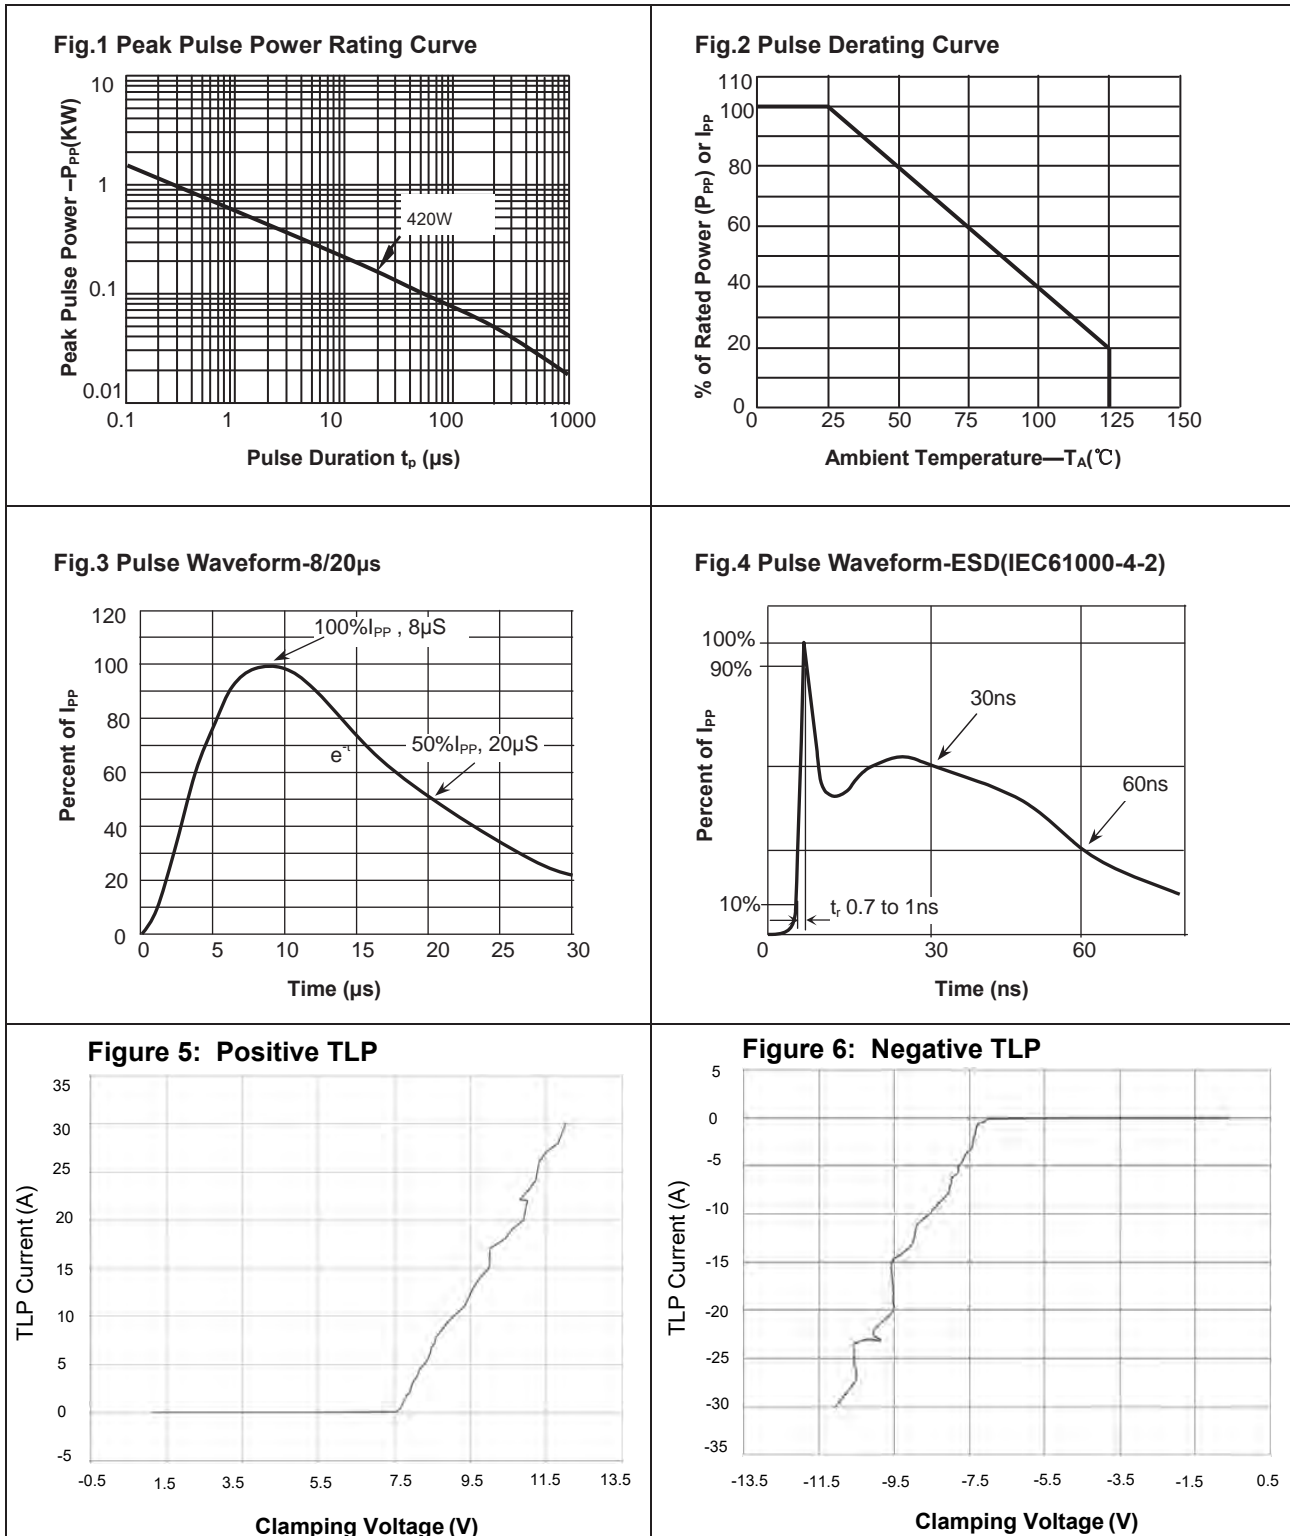 Fig.1 Peak Pulse Power Rating Curve
Peak Pulse Power –PPP(KW)
10
1
0.1
0.01
420W
0.1 1 10 100 1000
Pulse Duration tp (µs)
Fig.2 Pulse Derating Curve
% of Rated Power (PPP) or IPP
110
100
80
60
40
20
0
0 25 50 75 100 125 150
Ambient Temperature—TA(℃)
Fig.3 Pulse Waveform-8/20µs
Percent of IPP
120
100
80
60
40
20
0
100%IPP , 8µS
e-t
50%IPP, 20µS
0 5 10 15 20 25 30
Time (µs)
Fig.4 Pulse Waveform-ESD(IEC61000-4-2)
Percent of IPP
100%
90%
10%
30ns
60ns
tr 0.7 to 1ns
0 30 60
Time (ns)
Figure 5: Positive TLP
TLP Current (A)
35
30
25
20
15
10
5
0
-5
-0.5 1.5 3.5 5.5 7.5 9.5 11.5 13.5
Clamping Voltage (V)
Figure 6: Negative TLP
TLP Current (A)
5
0
-5
-10
-15
-20
-25
-30
-35
-13.5 -11.5 -9.5 -7.5 -5.5 -3.5 -1.5 0.5
Clamping Voltage (V)